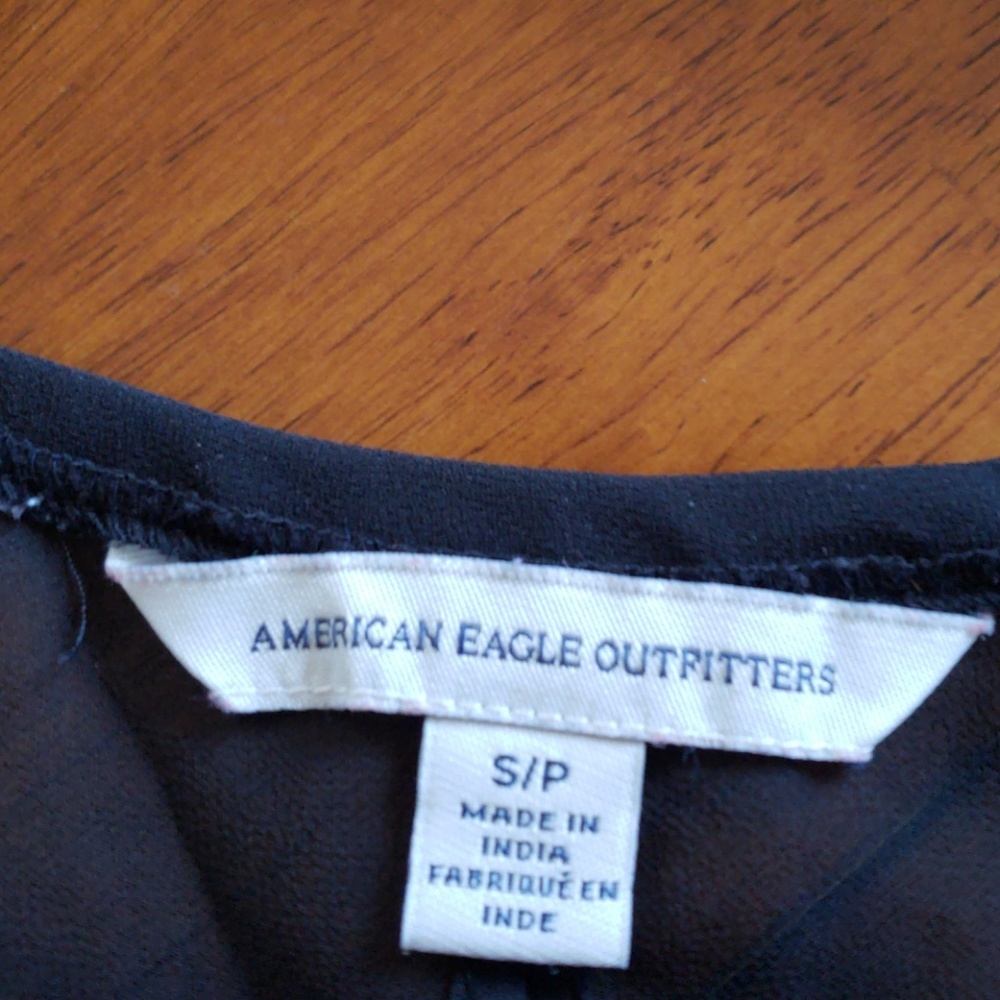 AMERICAN EAGLE OUTFITTERS
S/P
MADE IN
INDIA
FABRIQUÉ EN
INDE